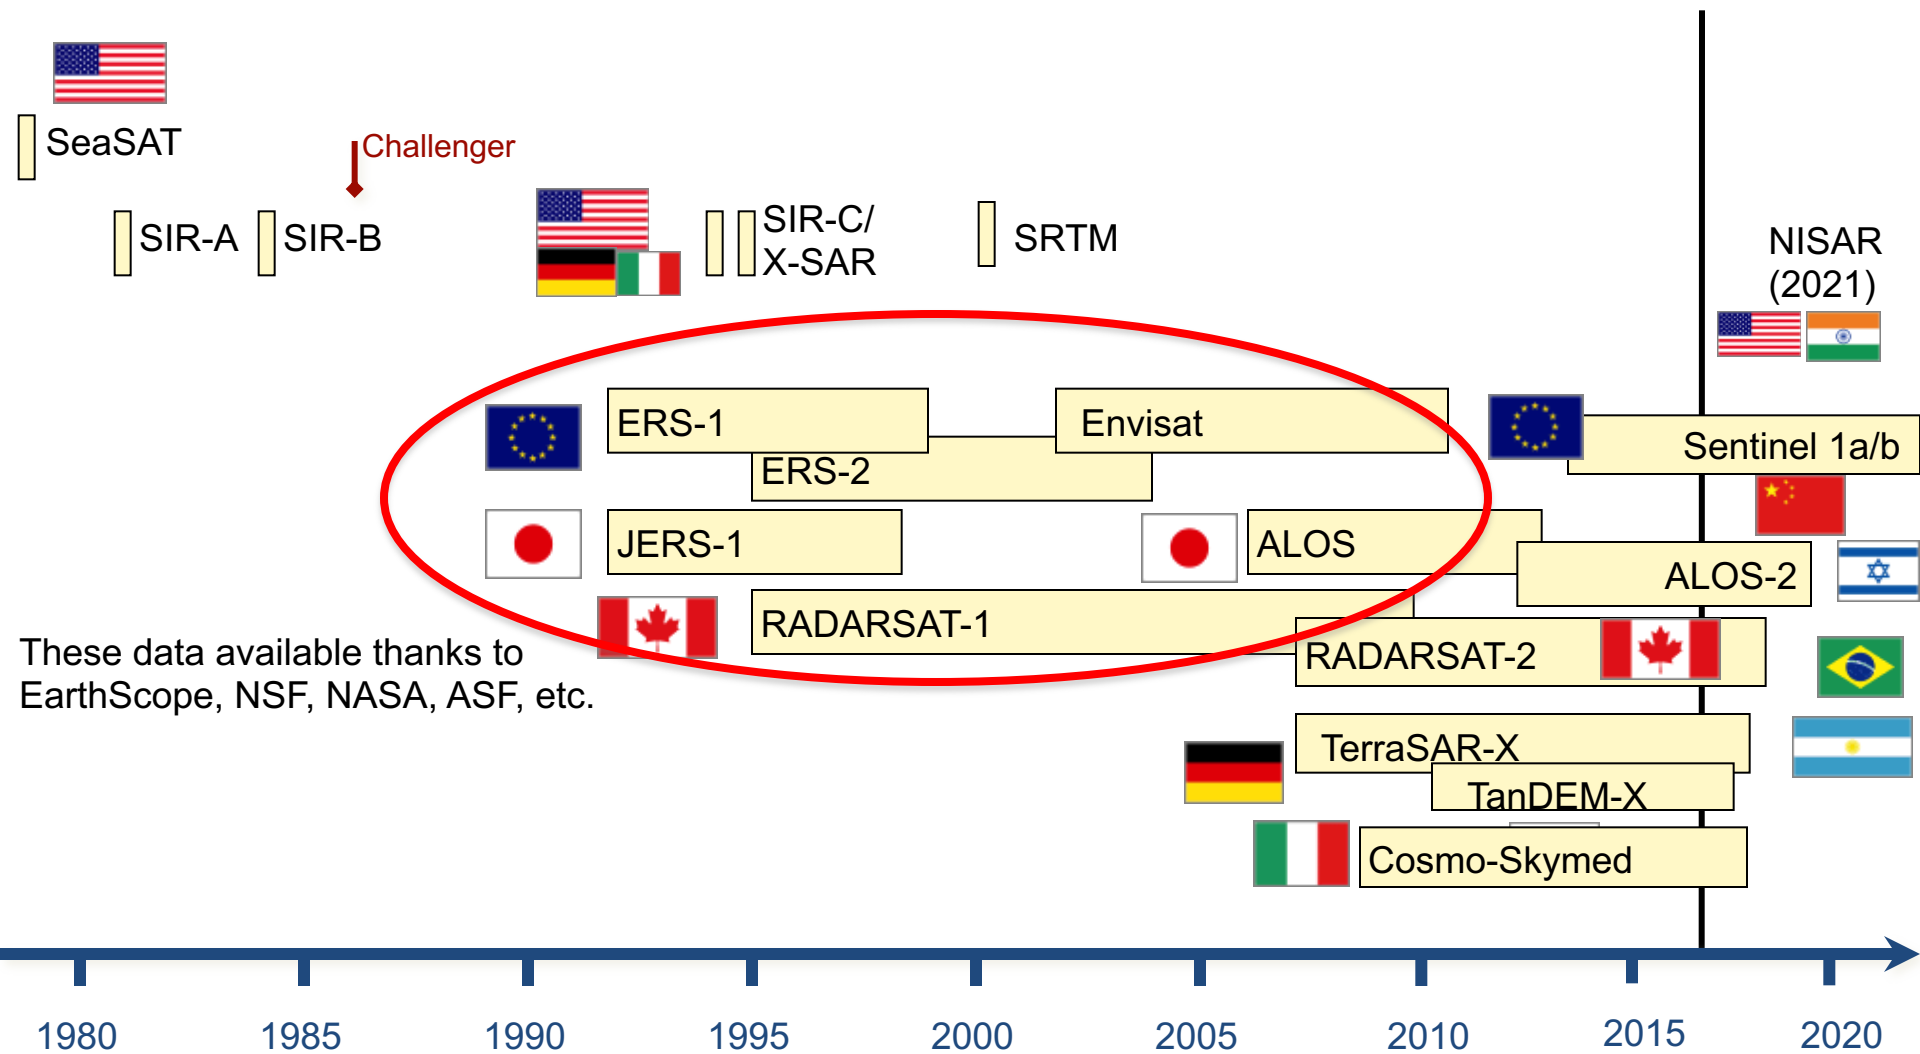 SeaSAT
Challenger
SIR-A
SIR-B
SIR-C/
X-SAR
SRTM
NISAR
(2021)
ERS-1
Envisat
Sentinel 1a/b
ERS-2
JERS-1
ALOS
ALOS-2
RADARSAT-1
RADARSAT-2
These data available thanks to
EarthScope, NSF, NASA, ASF, etc.
TerraSAR-X
TanDEM-X
Cosmo-Skymed
1980
1985
1990
1995
2000
2005
2010
2015
2020